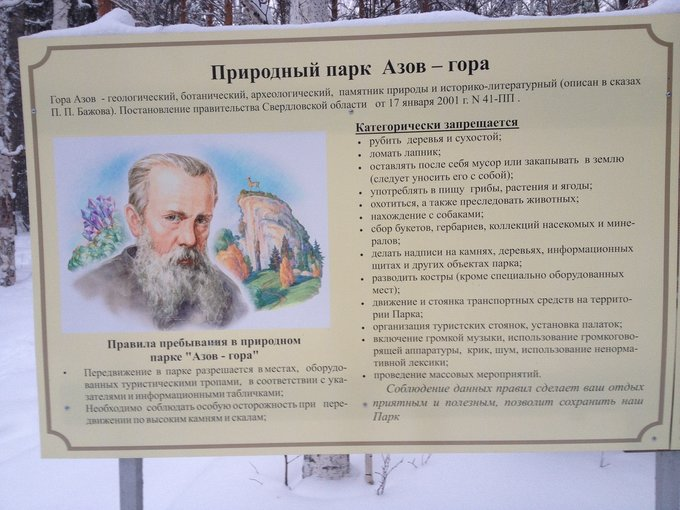 Природный парк Азов – гора
Гора Азов - геологический, ботанический, археологический, памятник природы и историко-литературный (описан в сказах
П. П. Бажова). Постановление правительства Свердловской области от 17 января 2001 г. N 41-ПП .
Правила пребывания в природном
парке "Азов - гора"
• Передвижение в парке разрешается в местах, оборудо-
ванных туристическими тропами, в соответствии с ука-
зателями и информационными табличками;
• Необходимо соблюдать особую осторожность при пере-
движении по высоким камням и скалам;
Категорически запрещается
• рубить деревья и сухостой;
• ломать лапник;
• оставлять после себя мусор или закапывать в землю
(следует уносить его с собой);
• употреблять в пищу грибы, растения и ягоды;
• охотиться, а также преследовать животных;
• нахождение с собаками;
• сбор букетов, гербариев, коллекций насекомых и мине-
ралов;
• делать надписи на камнях, деревьях, информационных
щитах и других объектах парка;
• разводить костры (кроме специально оборудованных
мест);
• движение и стоянка транспортных средств на террито-
рии Парка;
• организация туристских стоянок, установка палаток;
• включение громкой музыки, использование громкогово-
рящей аппаратуры, крик, шум, использование ненорма-
тивной лексики;
• проведение массовых мероприятий.
Соблюдение данных правил сделает ваш отдых
приятным и полезным, позволит сохранить наш
Парк